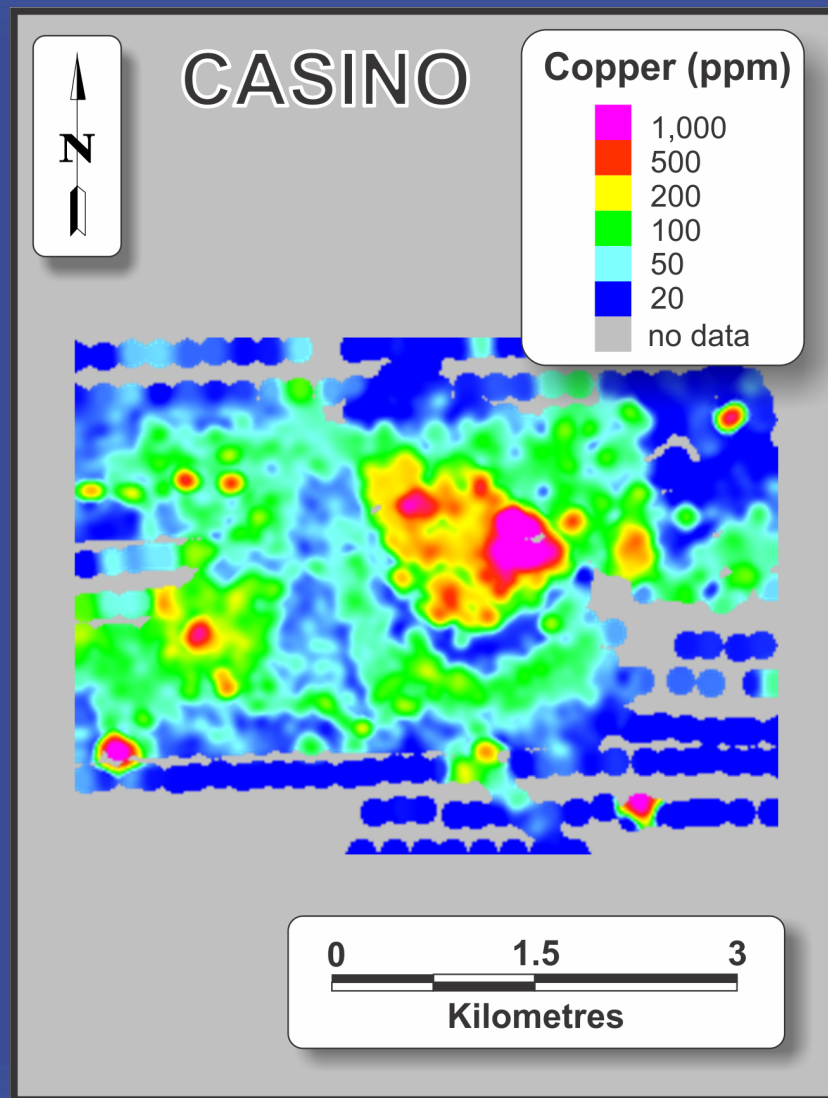 CASINO
N
Copper (ppm)
1,000
500
200
100
50
20
no data
0 1.5 3
Kilometres